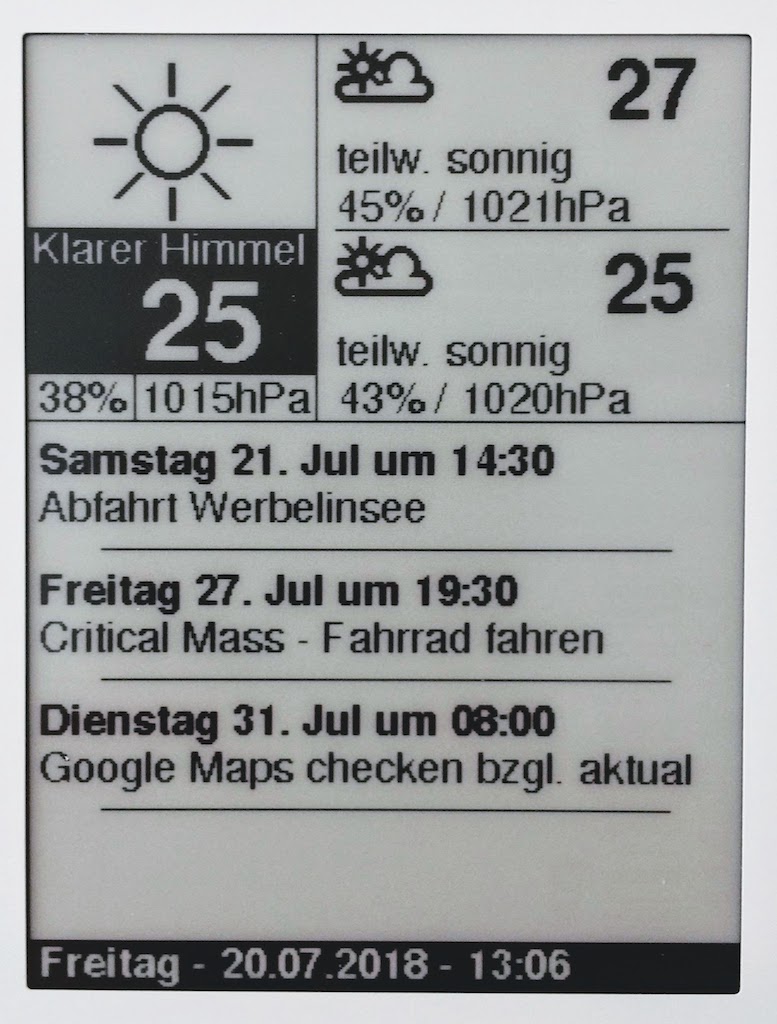 Klarer Himmel
25
38% 1015hPa
27
teilw. sonnig
45% / 1021hPa
25
teilw. sonnig
43% / 1020hPa
Samstag 21. Jul um 14:30
Abfahrt Werbelinsee
Freitag 27. Jul um 19:30
Critical Mass - Fahrrad fahren
Dienstag 31. Jul um 08:00
Google Maps checken bzgl. aktual
Freitag - 20.07.2018 - 13:06